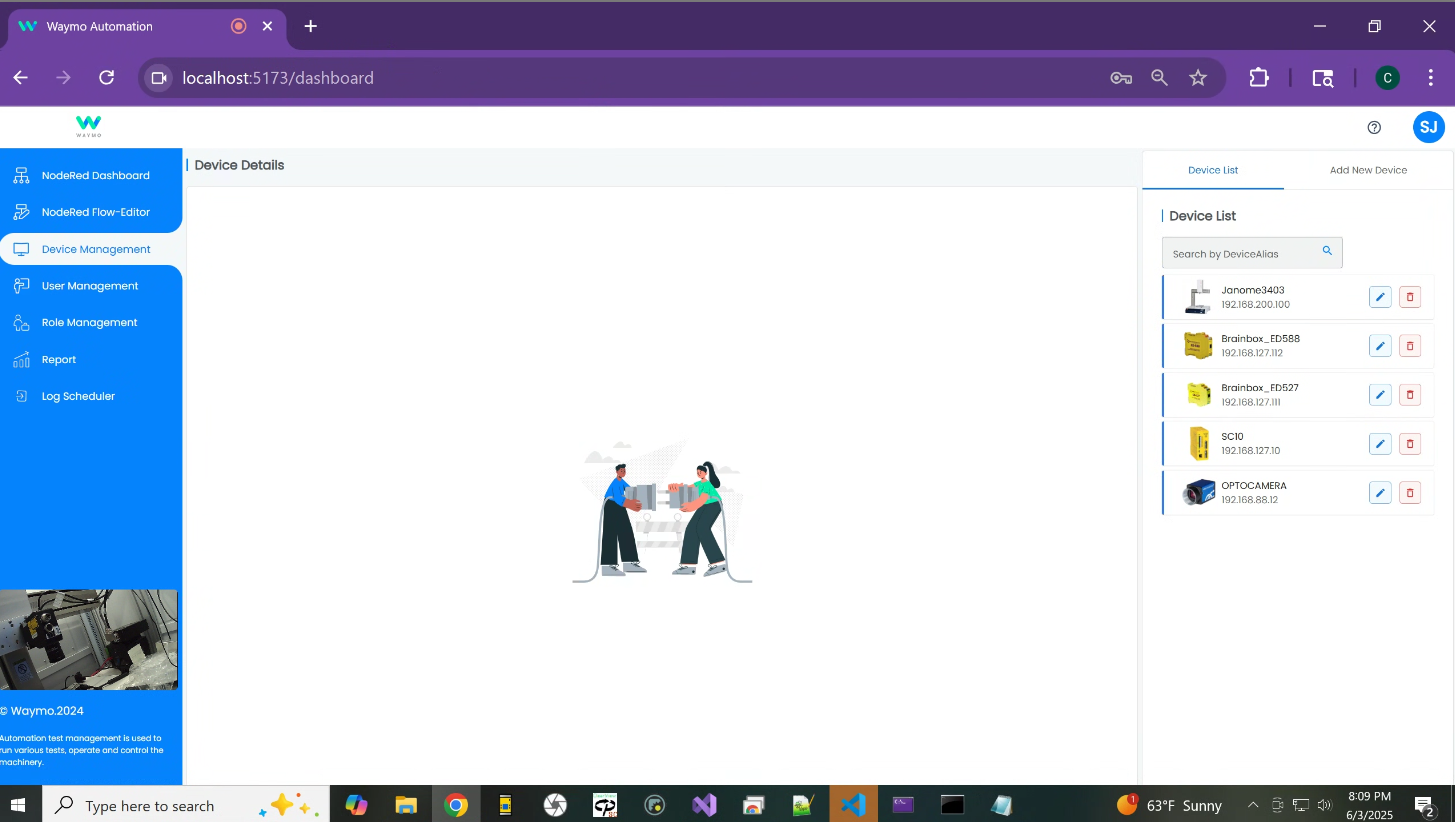 Waymo Automation
localhost:5173/dashboard
C
WAYMO
SJ
NodeRed Dashboard
NodeRed Flow-Editor
Device Management
User Management
Role Management
Report
Log Scheduler
© Waymo.2024
Automation test management is used to
run various tests, operate and control the
machinery.
Device Details
Device List
Add New Device
Device List
Search by DeviceAlias
Janome3403
192.168.200.100
Brainbox_ED588
192.168.127.112
Brainbox_ED527
192.168.127.111
SC10
192.168.127.10
OPTOCAMERA
192.168.88.12
Type here to search
1
63°F Sunny
8:09 PM
6/3/2025
2